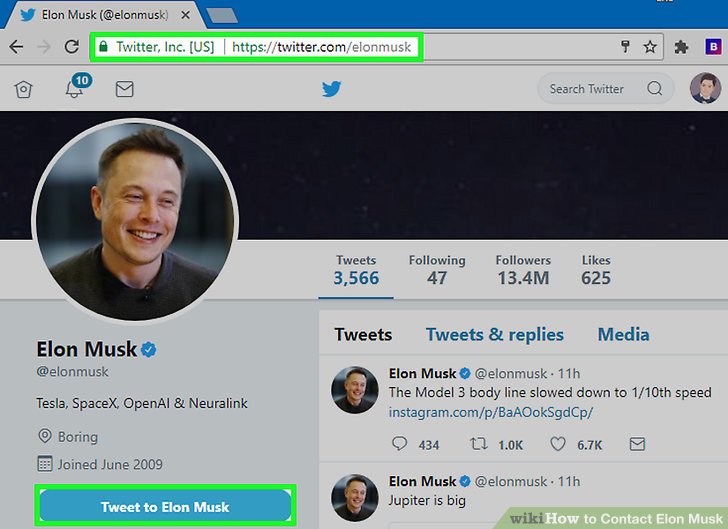 Elon Musk (@elonmusk)
Twitter, Inc. [US] | https://twitter.com/elonmusk
B
10
Search Twitter
Tweets
Following
Followers
Likes
3,566
47
13.4M
625
Elon Musk
@elonmusk
Tesla, SpaceX, OpenAI & Neuralink
Boring
Joined June 2009
Tweet to Elon Musk
Tweets
Tweets & replies
Media
Elon Musk @elonmusk · 11h
The Model 3 body line slowed down to 1/10th speed
instagram.com/p/BaAOokSgdCp/
434
1.0K
6.7K
Elon Musk @elonmusk · 11h
Jupiter is big
wikiHow to Contact Elon Musk